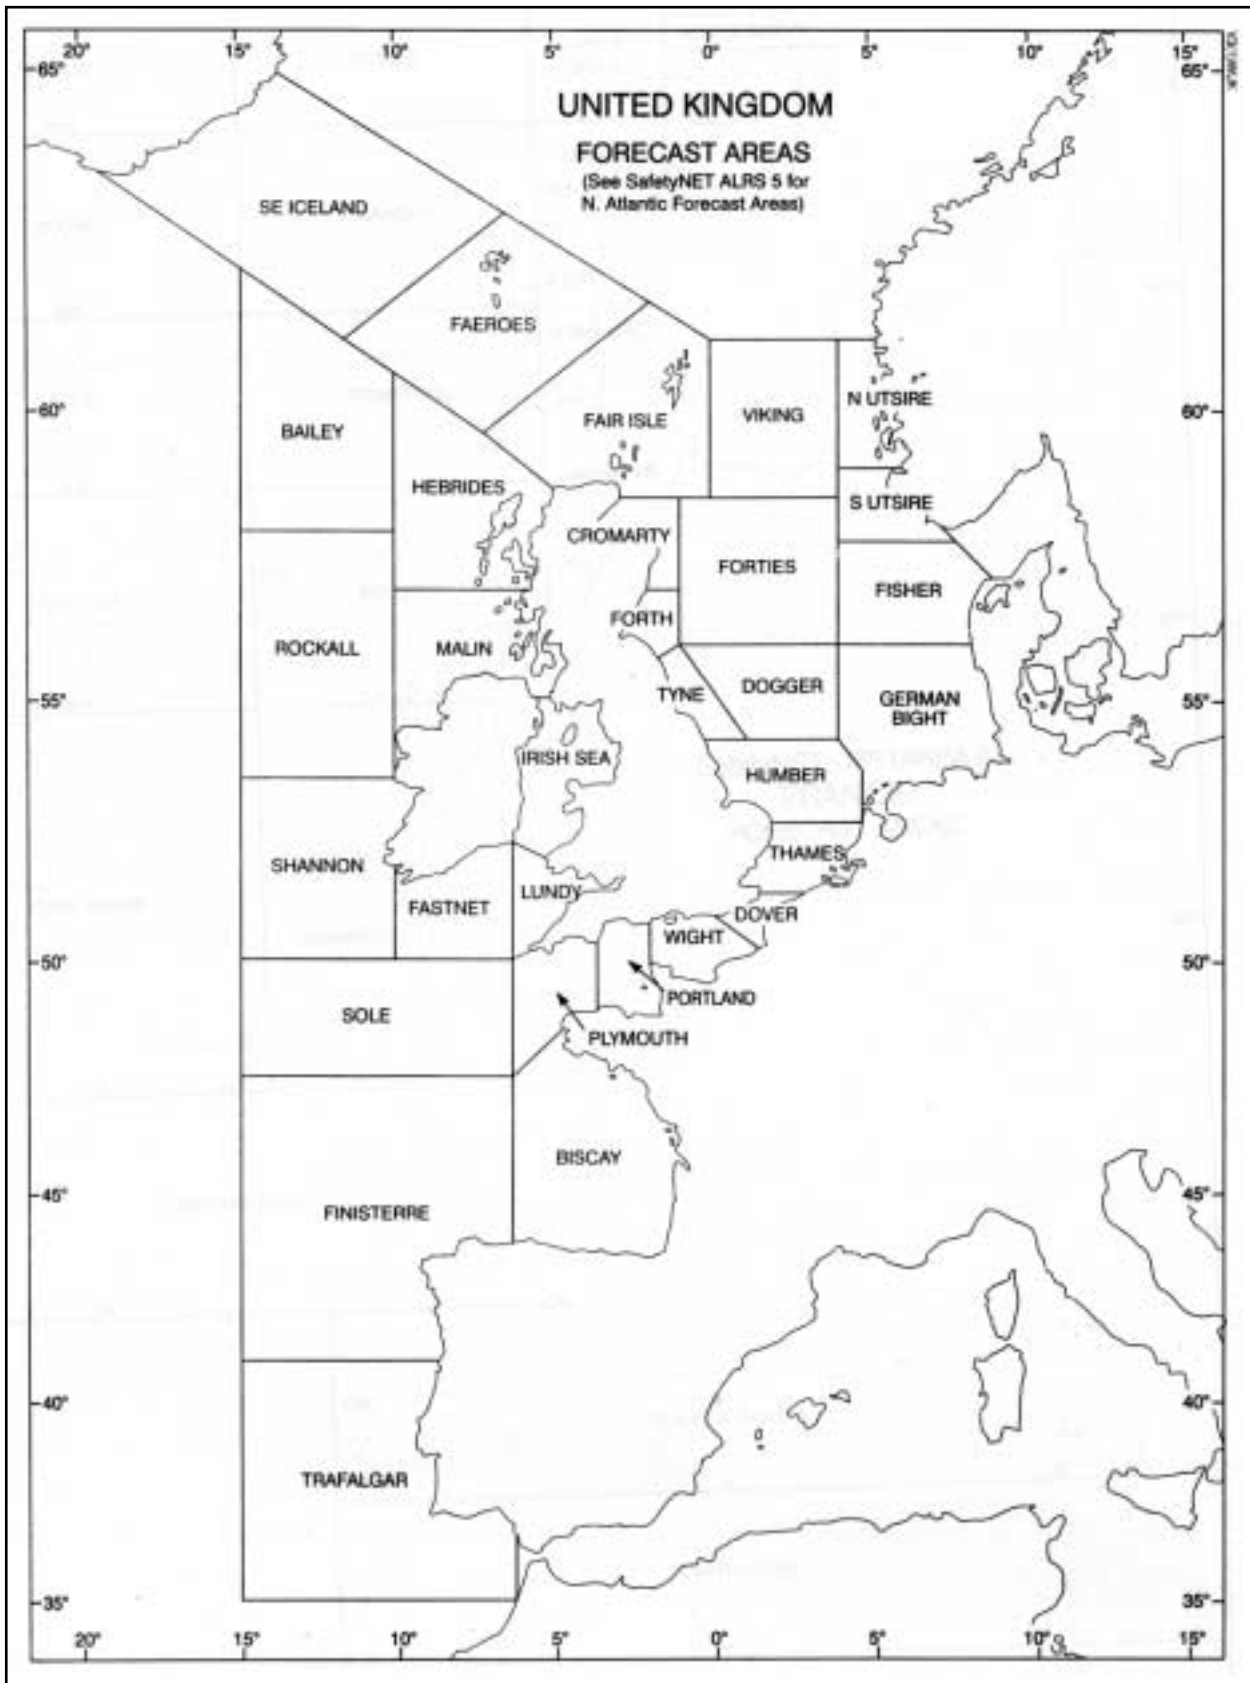 20° 15° 10° 5° 0° 5° 10° 15°
65° 65°
UNITED KINGDOM
FORECAST AREAS
(See SafetyNET ALRS 5 for
N. Atlantic Forecast Areas)
SE ICELAND
FAEROES
60° 60°
N UTSIRE
VIKING
FAIR ISLE
BAILEY
HEBRIDES
S UTSIRE
CROMARTY
FORTIES
FISHER
FORTH
ROCKALL
MALIN
TYNE
DOGGER
GERMAN
BIGHT
55° 55°
IRISH SEA
HUMBER
THAMES
SHANNON
LUNDY
FASTNET
DOVER
WIGHT
50° 50°
PORTLAND
SOLE
PLYMOUTH
BISCAY
45° 45°
FINISTERRE
40° 40°
TRAFALGAR
35° 35°
20° 15° 10° 5° 0° 5° 10° 15°